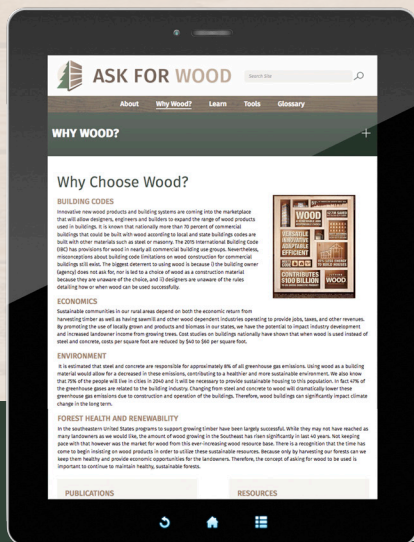 ASK FOR WOOD
Search Site
About Why Wood? Learn Tools Glossary
WHY WOOD? +
Why Choose Wood?
BUILDING CODES
Innovative new wood products and building systems are coming into the marketplace
that will allow designers, engineers and builders to expand the range of wood products
used in buildings. It is known that nationally more than 70 percent of commercial
buildings that could be built with wood according to local and state buildings codes are
built with other materials such as steel or masonry. The 2015 International Building Code
(IBC) has provisions for wood in nearly all commercial building use groups. Nevertheless,
misconceptions about building code limitations on wood construction for commercial
buildings still exist. The biggest deterrent to using wood is because i) the building owner
(agency) does not ask for, nor is led to a choice of wood as a construction material
because they are unaware of the choice, and ii) designers are unaware of the rules
detailing how or when wood can be used successfully.
WOOD
VERSATILE
INNOVATIVE
ADAPTABLE
EFFICIENT
CONTRIBUTES
$100 BILLION
WOOD
ECONOMICS
Sustainable communities in our rural areas depend on both the economic return from
harvesting timber as well as having sawmill and other wood dependent industries operating to provide jobs, taxes, and other revenues.
By promoting the use of locally grown and products and biomass in our states, we have the potential to impact industry development
and increased landowner income from growing trees. Cost studies on buildings nationally have shown that when wood is used instead of
steel and concrete, costs per square foot are reduced by $40 to $60 per square foot.
ENVIRONMENT
It is estimated that steel and concrete are responsible for approximately 8% of all greenhouse gas emissions. Using wood as a building
material would allow for a decreased in these emissions, contributing to a healthier and more sustainable environment. We also know
that 75% of the people will live in cities in 2040 and it will be necessary to provide sustainable housing to this population. In fact 47% of
the greenhouse gases are related to the building industry. Changing from steel and concrete to wood will dramatically lower these
greenhouse gas emissions due to construction and operation of the buildings. Therefore, wood buildings can significantly impact climate
change in the long term.
FOREST HEALTH AND RENEWABILITY
In the southeastern United States programs to support growing timber have been largely successful. While they may not have reached as
many landowners as we would like, the amount of wood growing in the Southeast has risen significantly in last 40 years. Not keeping
pace with that however was the market for wood from this ever-increasing wood resource base. There is a recognition that the time has
come to begin insisting on wood products in order to utilize these sustainable resources. Because only by harvesting our forests can we
keep them healthy and provide economic opportunities for the landowners. Therefore, the concept of asking for wood to be used is
important to continue to maintain healthy, sustainable forests.
PUBLICATIONS RESOURCES